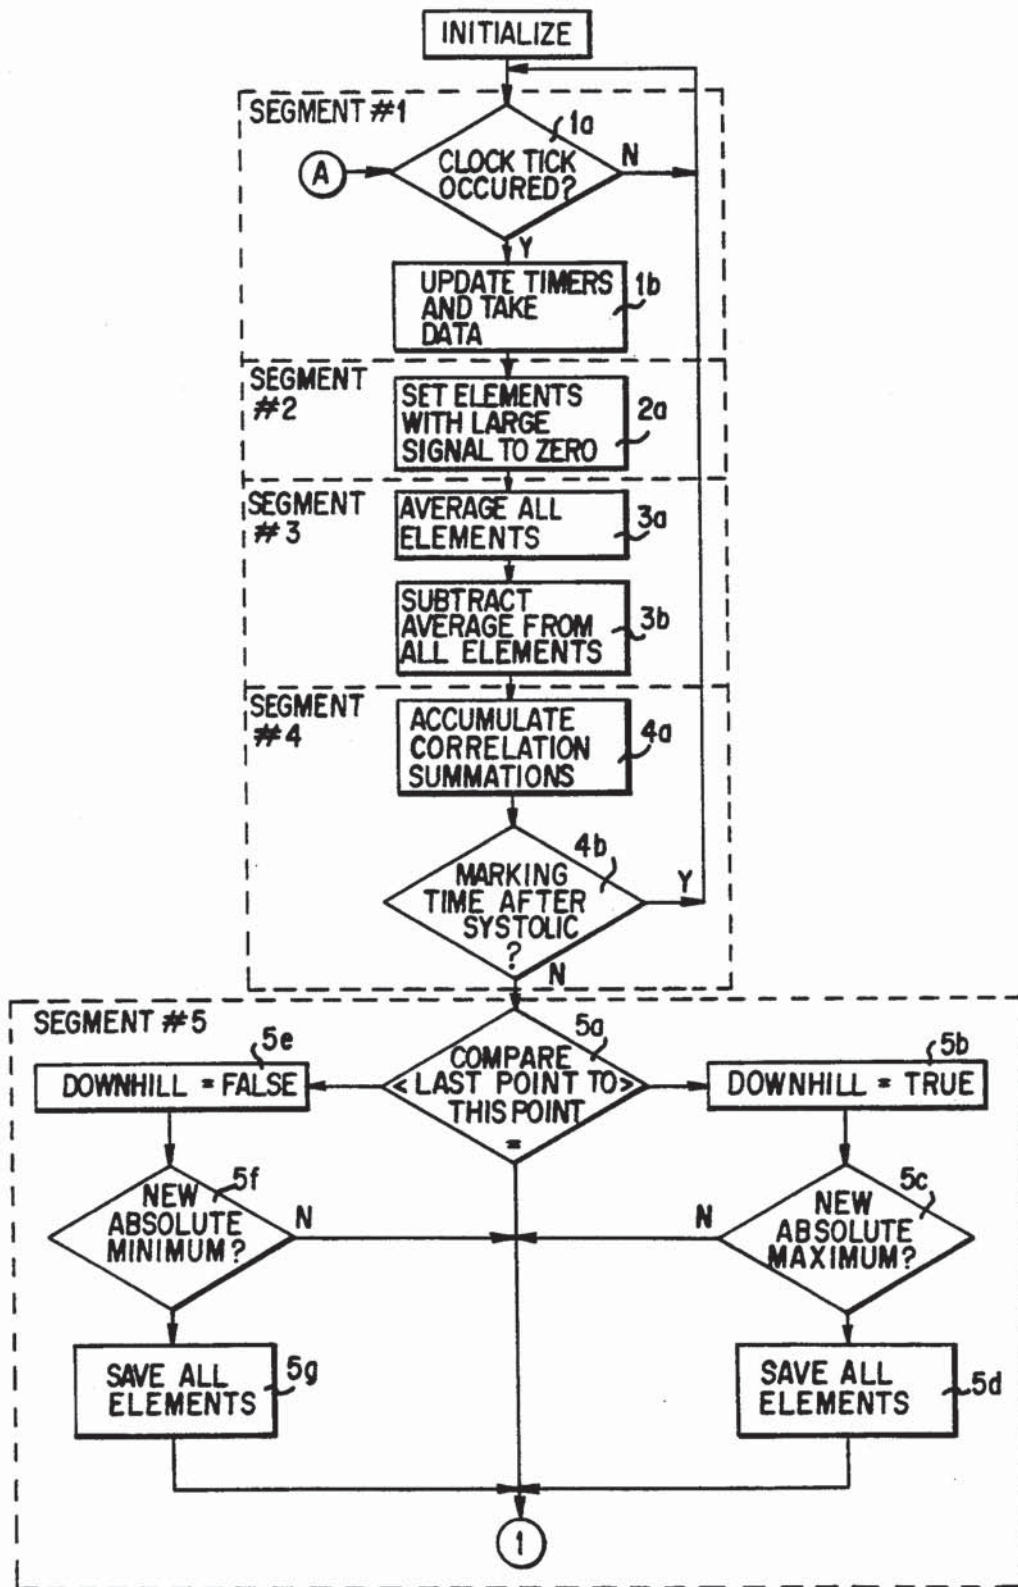 INITIALIZE
SEGMENT #1
1a
A
CLOCK TICK
OCCURED?
N
Y
UPDATE TIMERS
AND TAKE
DATA
1b
SEGMENT
#2
SET ELEMENTS
WITH LARGE
SIGNAL TO ZERO
2a
SEGMENT
#3
AVERAGE ALL
ELEMENTS
3a
SUBTRACT
AVERAGE FROM
ALL ELEMENTS
3b
SEGMENT
#4
ACCUMULATE
CORRELATION
SUMMATIONS
4a
4b
MARKING
TIME AFTER
SYSTOLIC
?
Y
N
SEGMENT #5
5e
5a
5b
DOWNHILL = FALSE
COMPARE
< LAST POINT TO >
THIS POINT
=
DOWNHILL = TRUE
5f
NEW
ABSOLUTE
MINIMUM?
N
N
5c
NEW
ABSOLUTE
MAXIMUM?
SAVE ALL
ELEMENTS
5g
SAVE ALL
ELEMENTS
5d
1